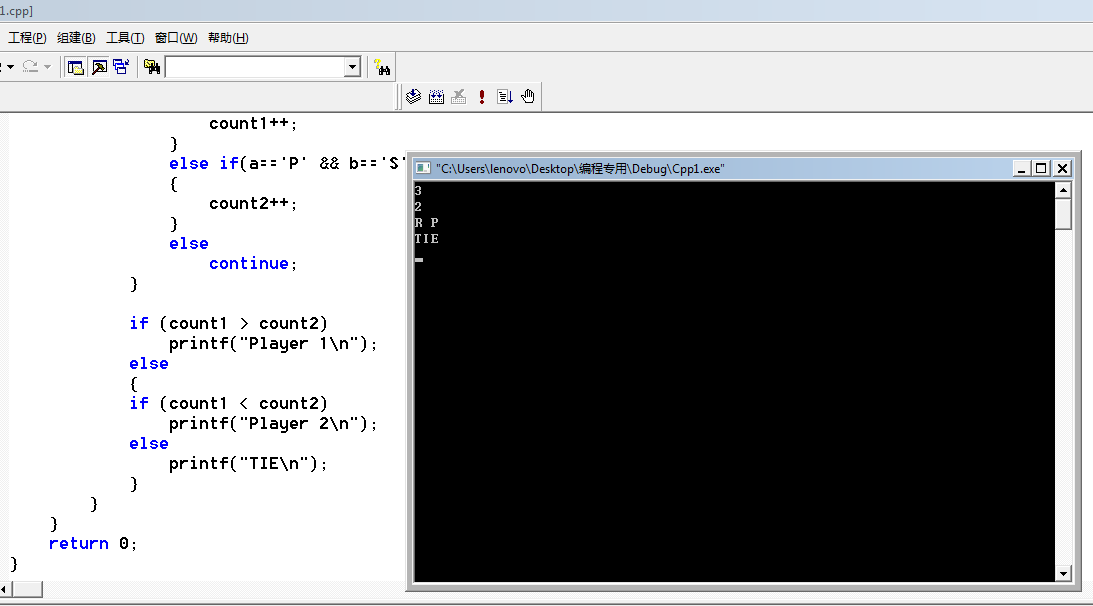 1.cpp]
工程(P) 组建(B) 工具(T) 窗口(W) 帮助(H)
count1++;
}
else if(a=='P' && b=='S'
{
count2++;
}
else
continue;
}
if (count1 > count2)
printf("Player 1\n");
else
{
if (count1 < count2)
printf("Player 2\n");
else
printf("TIE\n");
}
}
}
return 0;
}
"C:\Users\lenovo\Desktop\编程专用\Debug\Cpp1.exe"
3
2
R P
TIE